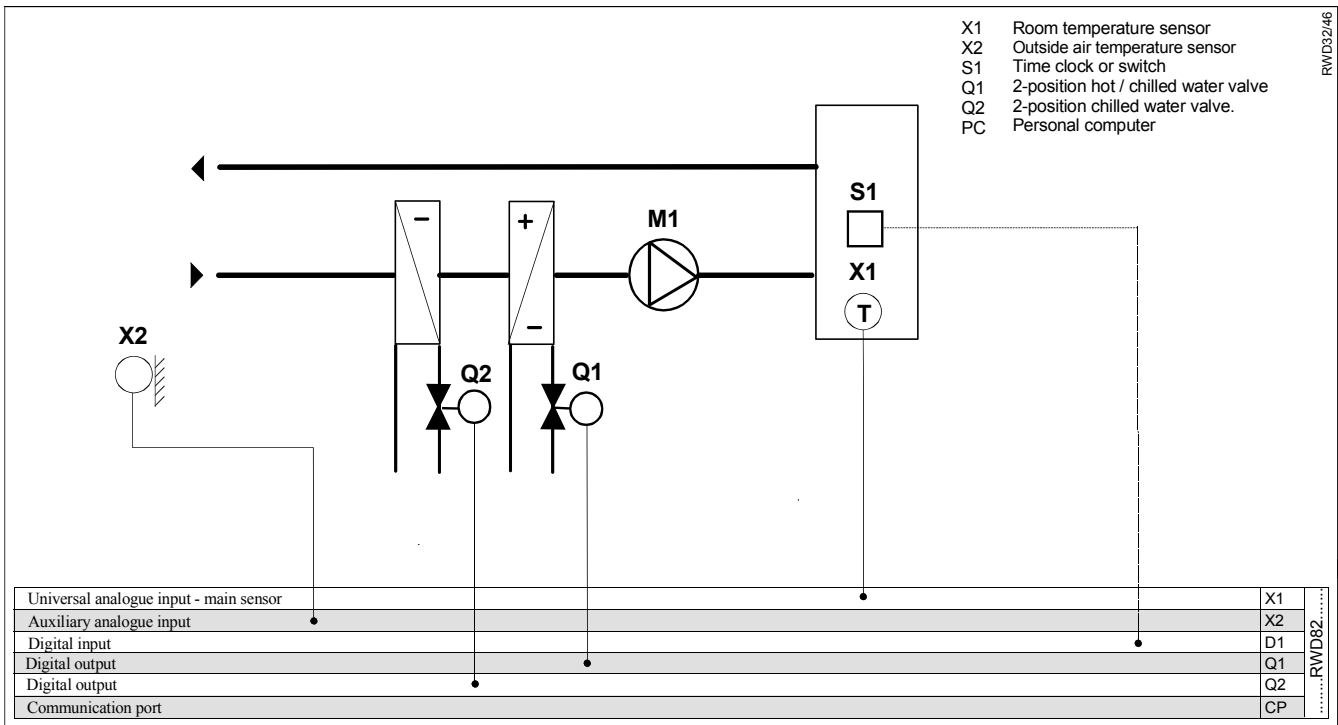 X1 Room temperature sensor
X2 Outside air temperature sensor
S1 Time clock or switch
Q1 2-position hot / chilled water valve
Q2 2-position chilled water valve.
PC Personal computer
RWD32/46
S1
M1
X1
T
X2
Q2
Q1
- + -
Universal analogue input - main sensor X1
Auxiliary analogue input X2
Digital input D1
Digital output Q1
Digital output Q2
Communication port CP
........RWD82........